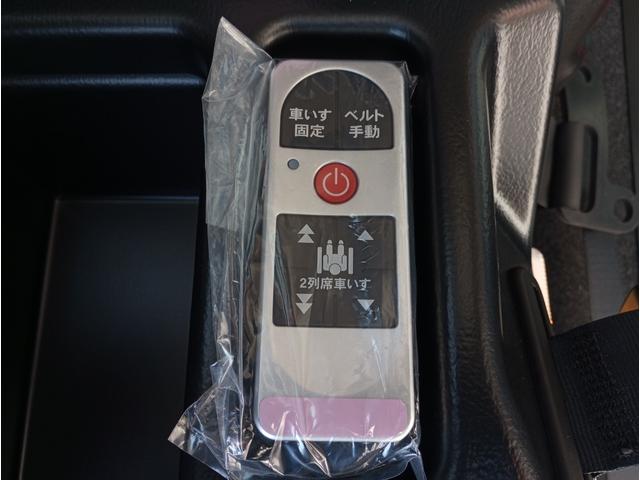 車いす ベルト
固定 手動
2列席車いす